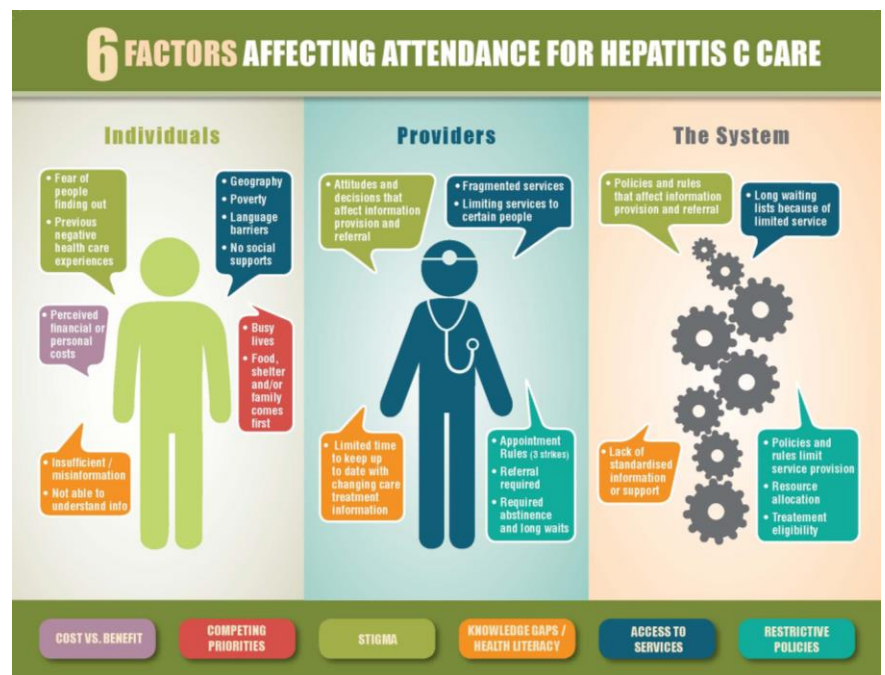 6 FACTORS AFFECTING ATTENDANCE FOR HEPATITIS C CARE
Individuals
• Fear of
people
finding out
• Previous
negative
health care
experiences
• Geography
• Poverty
• Language
barriers
• No social
supports
• Perceived
financial or
personal
costs
• Busy
lives
• Food,
shelter
and/or
family
comes
first
• Insufficient /
misinformation
• Not able to
understand info
Providers
• Attitudes and
decisions that
affect information
provision and
referral
• Fragmented services
• Limiting services to
certain people
• Limited time
to keep up
to date with
changing care
treatment
information
• Appointment
Rules (3 strikes)
• Referral
required
• Required
abstinence
and long waits
The System
• Policies and rules
that affect information
provision and referral
• Long waiting
lists because of
limited service
• Lack of
standardised
information
or support
• Policies and
rules limit
service provision
• Resource
allocation
• Treatement
eligibility
COST VS. BENEFIT
COMPETING
PRIORITIES
STIGMA
KNOWLEDGE GAPS /
HEALTH LITERACY
ACCESS TO
SERVICES
RESTRICTIVE
POLICIES